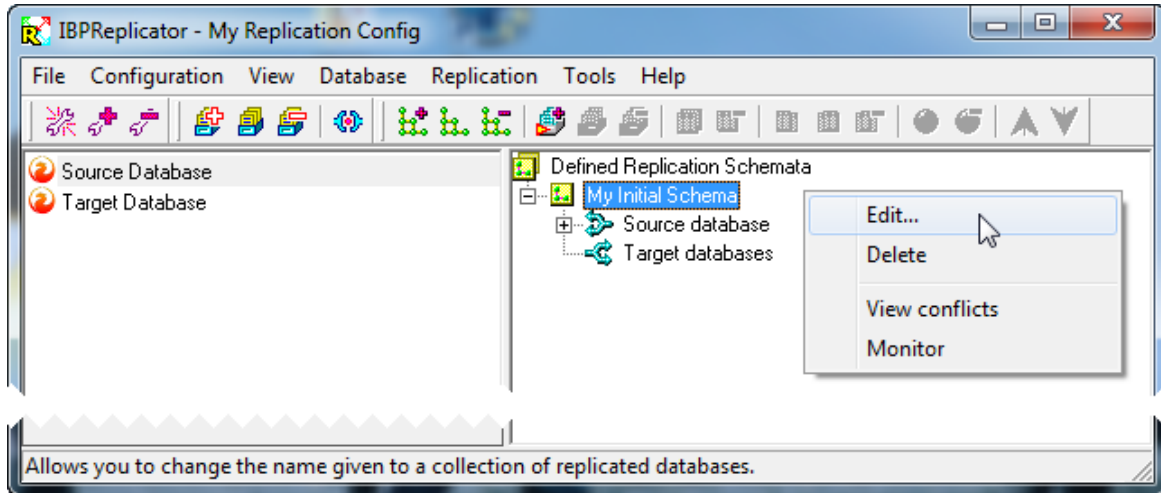 IBPReplicator - My Replication Config
File Configuration View Database Replication Tools Help
Source Database
Target Database
Defined Replication Schemata
My Initial Schema
Source database
Target databases
Edit...
Delete
View conflicts
Monitor
Allows you to change the name given to a collection of replicated databases.